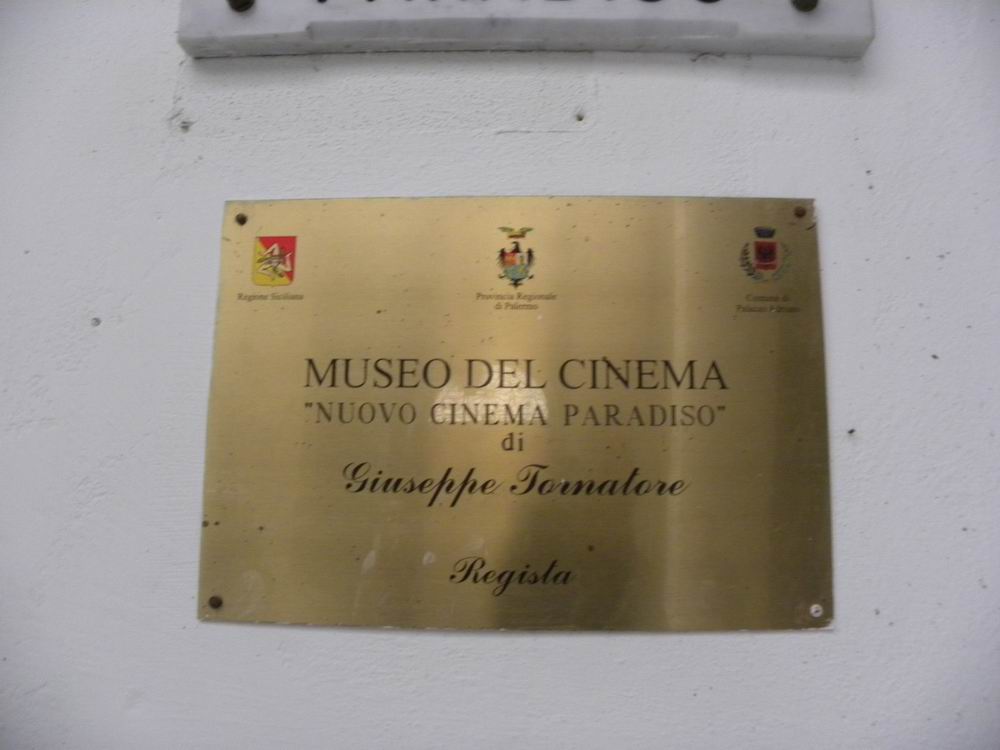 PARADISO
Regione Siciliana
Provincia Regionale
di Palermo
Comune di
Palazzo Adriano
MUSEO DEL CINEMA
"NUOVO CINEMA PARADISO"
di
Giuseppe Tornatore
Regista